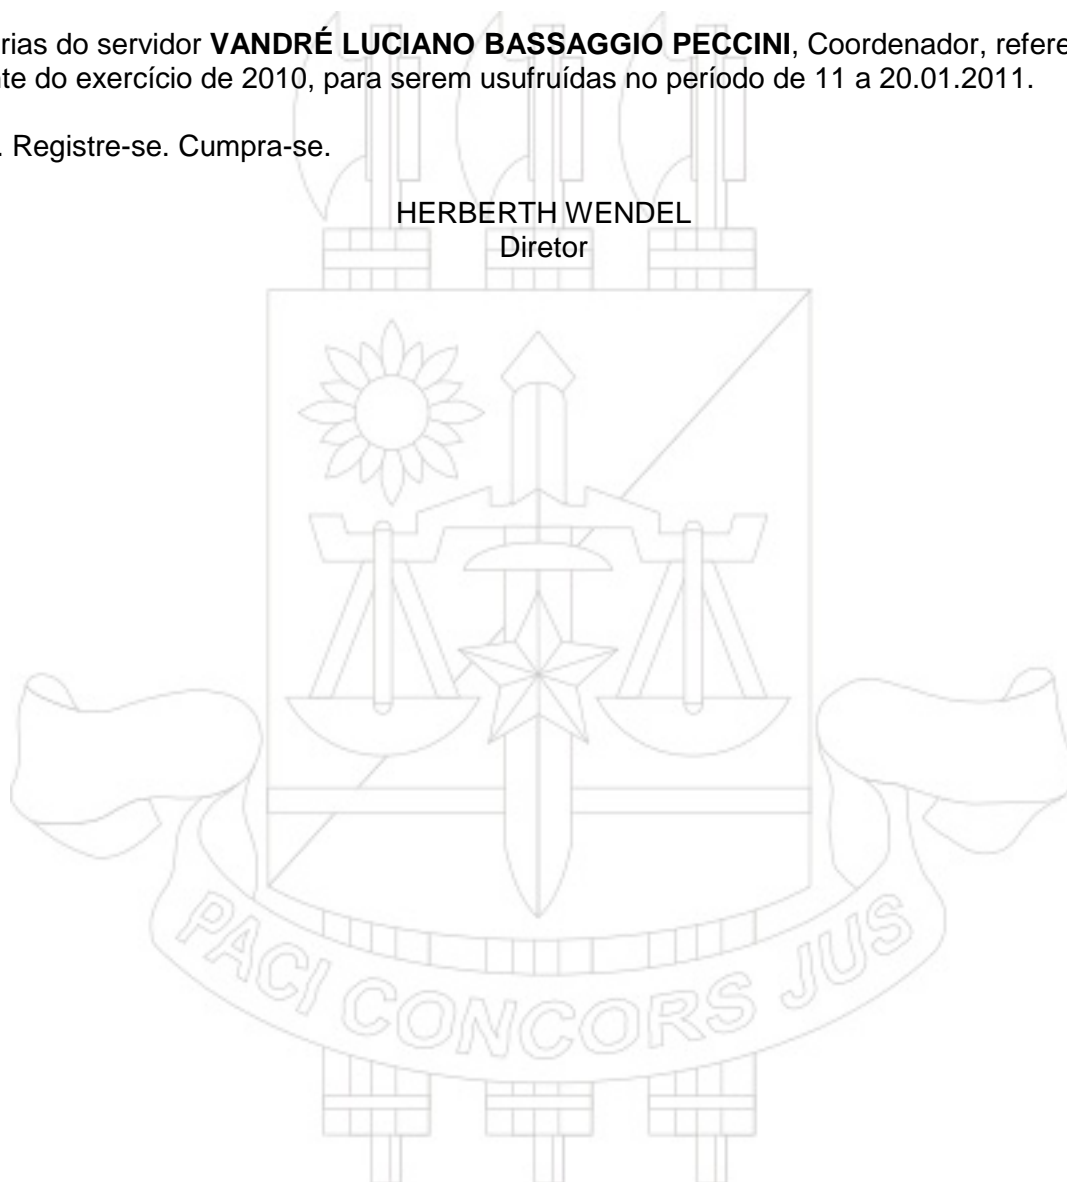 rias do servidor VANDRÉ LUCIANO BASSAGGIO PECCINI, Coordenador, refere
te do exercício de 2010, para serem usufruídas no período de 11 a 20.01.2011.
. Registre-se. Cumpra-se.
HERBERTH WENDEL
Diretor
PACI CONCORS JUS